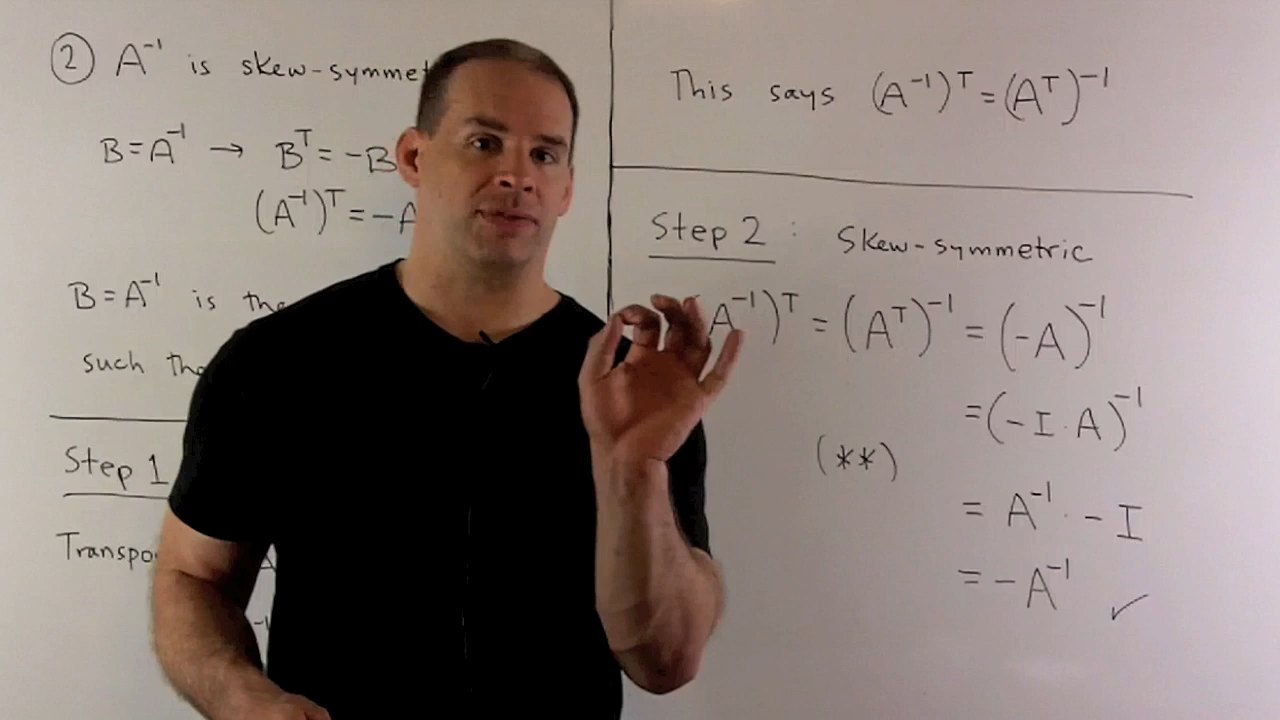 ② A⁻¹ is skew-symmet
B=A⁻¹ → Bᵀ = -B
(A⁻¹)ᵀ = -A
B=A⁻¹ is the
such tha
Step 1
Transpo
This says (A⁻¹)ᵀ = (Aᵀ)⁻¹
Step 2 : Skew-symmetric
(A⁻¹)ᵀ = (Aᵀ)⁻¹ = (-A)⁻¹
= (-I·A)⁻¹
(**)
= A⁻¹·-I
= -A⁻¹ ✓